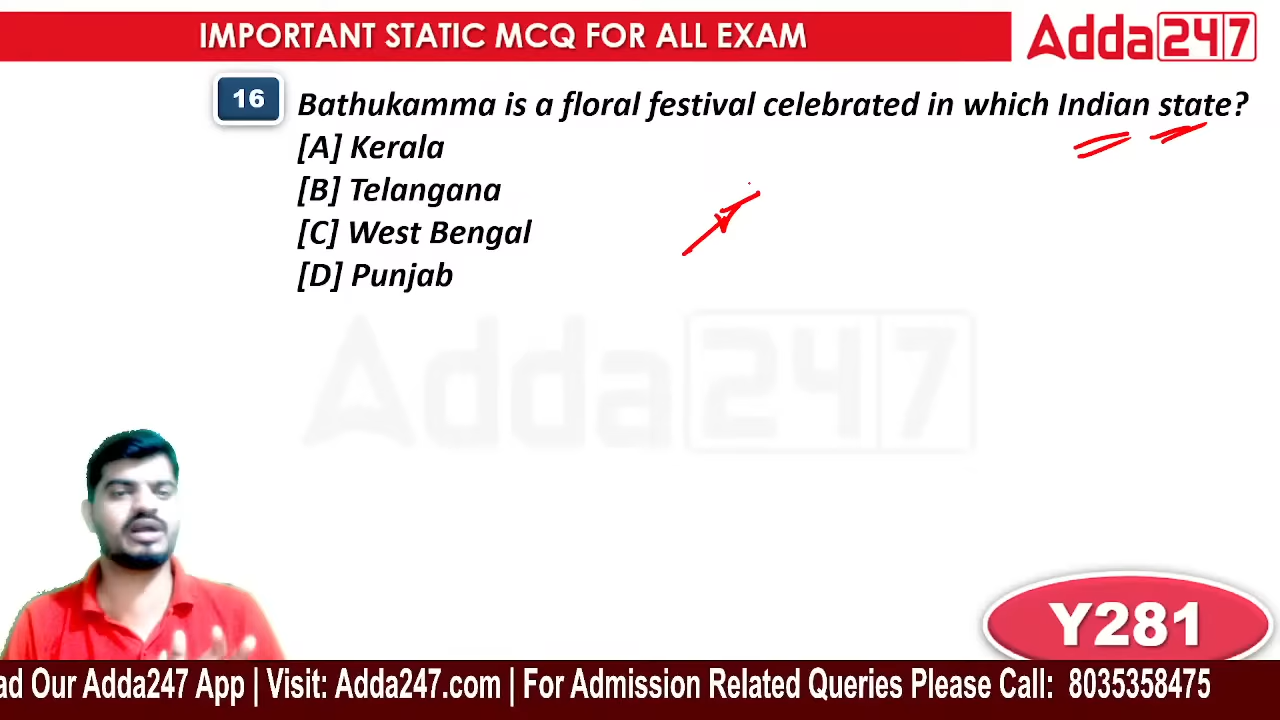 IMPORTANT STATIC MCQ FOR ALL EXAM
Adda247
16
Bathukamma is a floral festival celebrated in which Indian state?
[A] Kerala
[B] Telangana
[C] West Bengal
[D] Punjab
Adda247
Y281
ad Our Adda247 App | Visit: Adda247.com | For Admission Related Queries Please Call: 8035358475